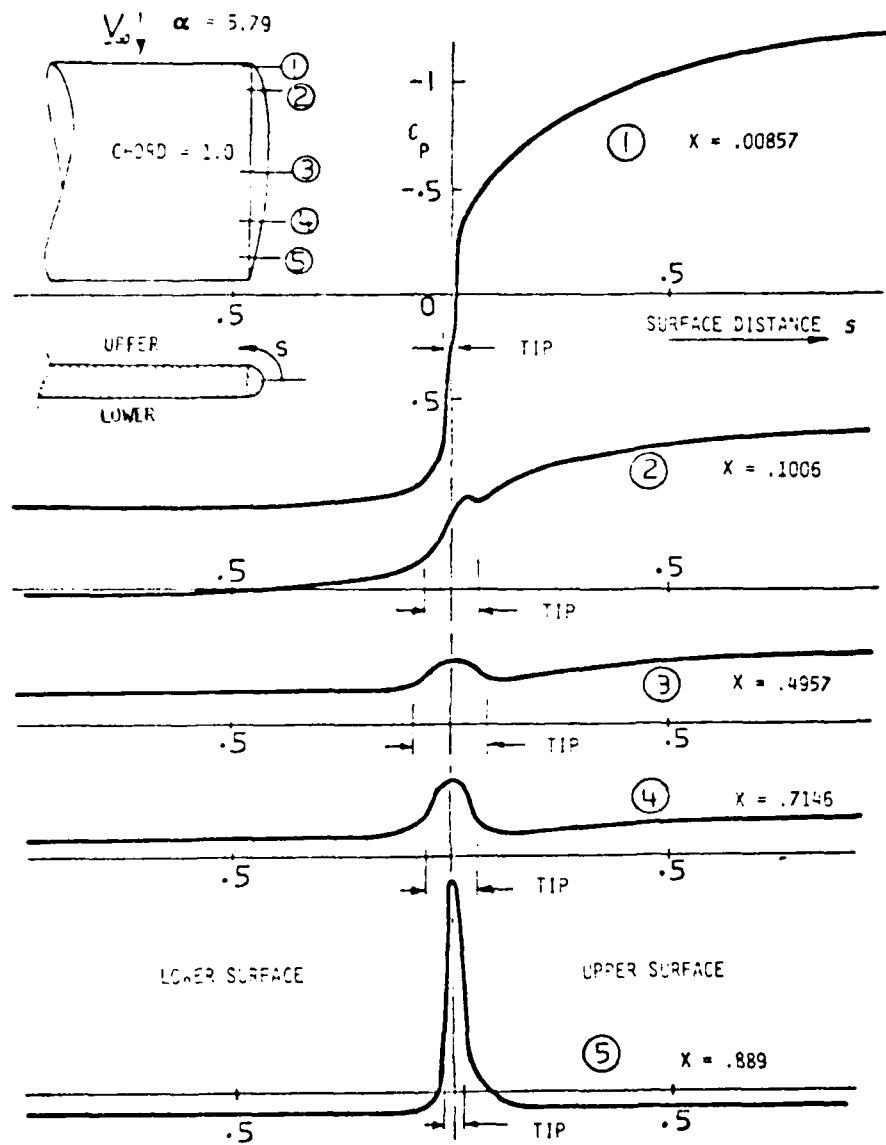 V∞ α = 5.79
①
②
CHORD = 1.0
③
④
⑤
UPPER
S
LOWER
-1
CP
-.5
① X = .00857
.5
0
.5
SURFACE DISTANCE S
TIP
.5
② X = .1006
.5
.5
TIP
③ X = .4957
.5
.5
TIP
④ X = .7146
.5
.5
TIP
LOWER SURFACE
UPPER SURFACE
⑤ X = .889
.5
.5
TIP